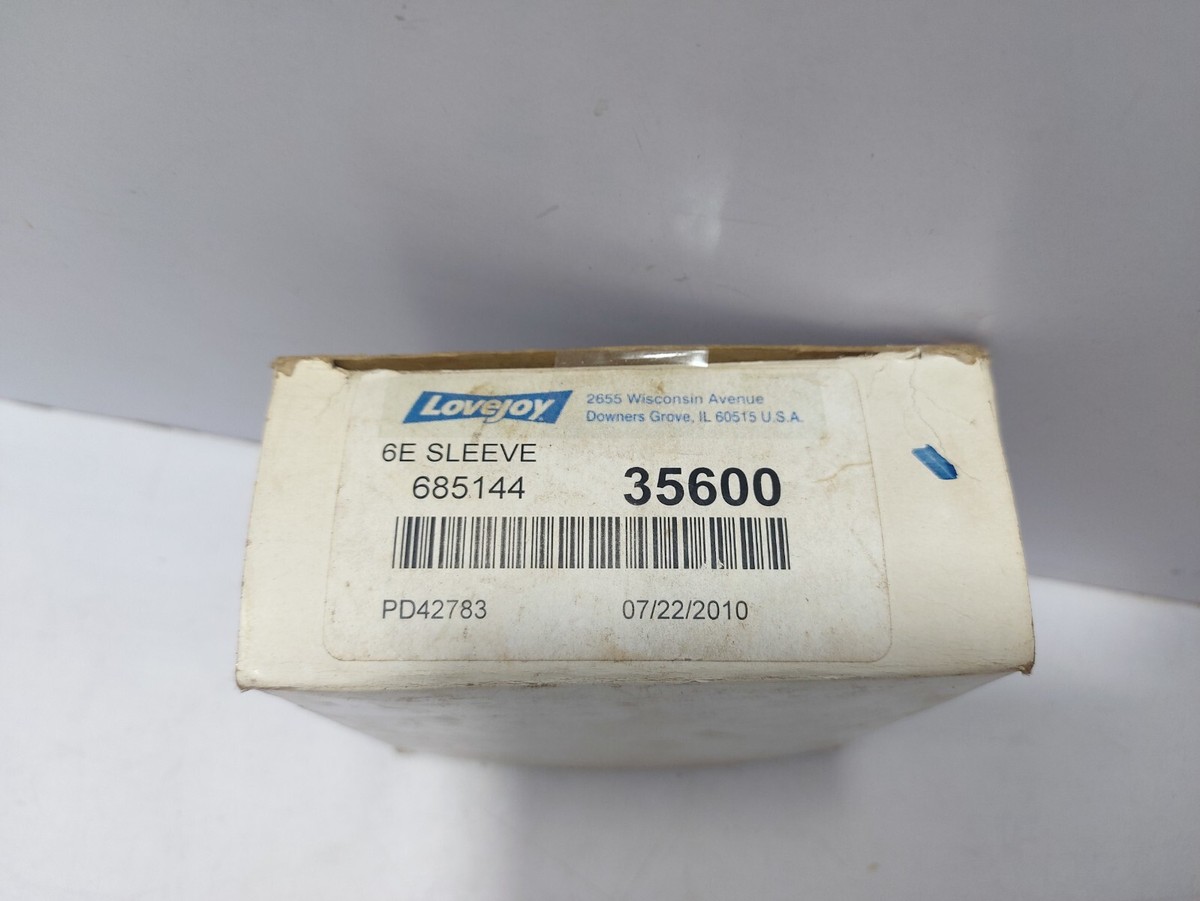 Lovejoy
2655 Wisconsin Avenue
Downers Grove, IL 60515 U.S.A.
6E SLEEVE
685144 35600
PD42783 07/22/2010